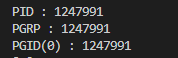 PID : 1247991
PGRP : 1247991
PGID(0) : 1247991